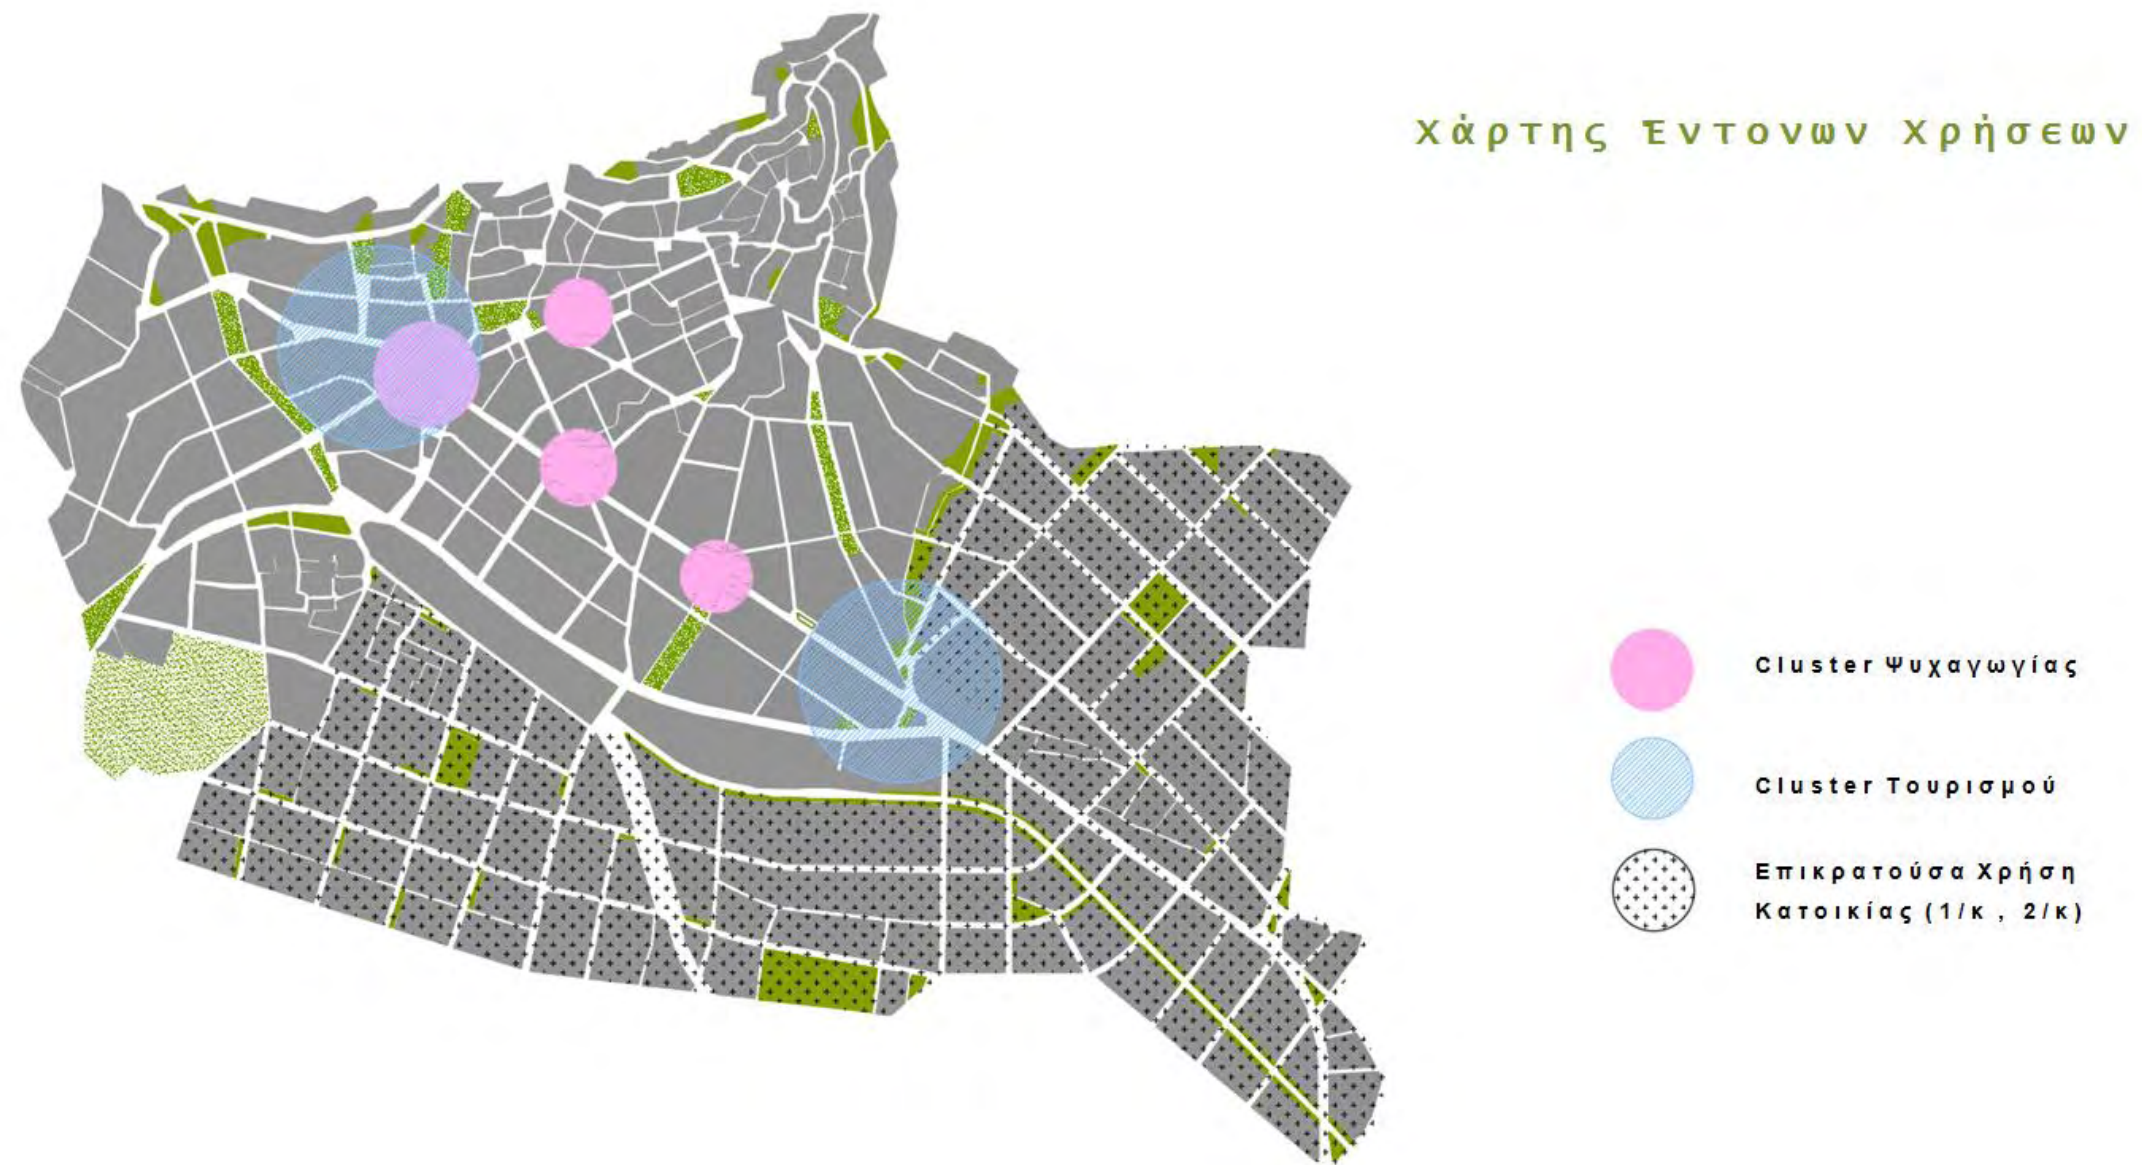 Χάρτης Έντονων Χρήσεων
Cluster Ψυχαγωγίας
Cluster Τουρισμού
Επικρατούσα Χρήση
Κατοικίας (1/κ , 2/κ)